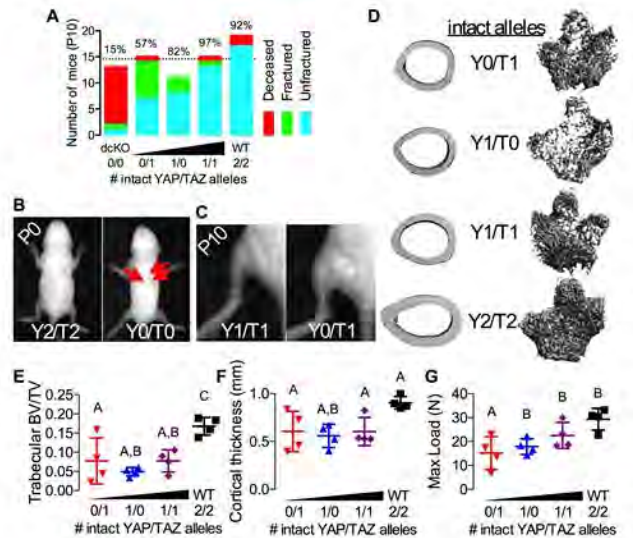 A
Number of mice (P10)
20
15
10
5
0
15%
57%
82%
97%
92%
dcKO
WT
0/0
0/1
1/0
1/1
2/2
# intact YAP/TAZ alleles
Deceased
Fractured
Unfractured
B
P0
Y2/T2
Y0/T0
C
P10
Y1/T1
Y0/T1
D
intact alleles
Y0/T1
Y1/T0
Y1/T1
Y2/T2
E
Trabecular BV/TV
0.25
0.20
0.15
0.10
0.05
0.00
A
A,B
A,B
C
WT
0/1
1/0
1/1
2/2
# intact YAP/TAZ alleles
F
Cortical thickness (mm)
1.0
0.5
0.0
A
A,B
A
A
WT
0/1
1/0
1/1
2/2
# intact YAP/TAZ alleles
G
Max.Load (N)
40
30
20
10
0
A
B
B
B
WT
0/1
1/0
1/1
2/2
# intact YAP/TAZ alleles